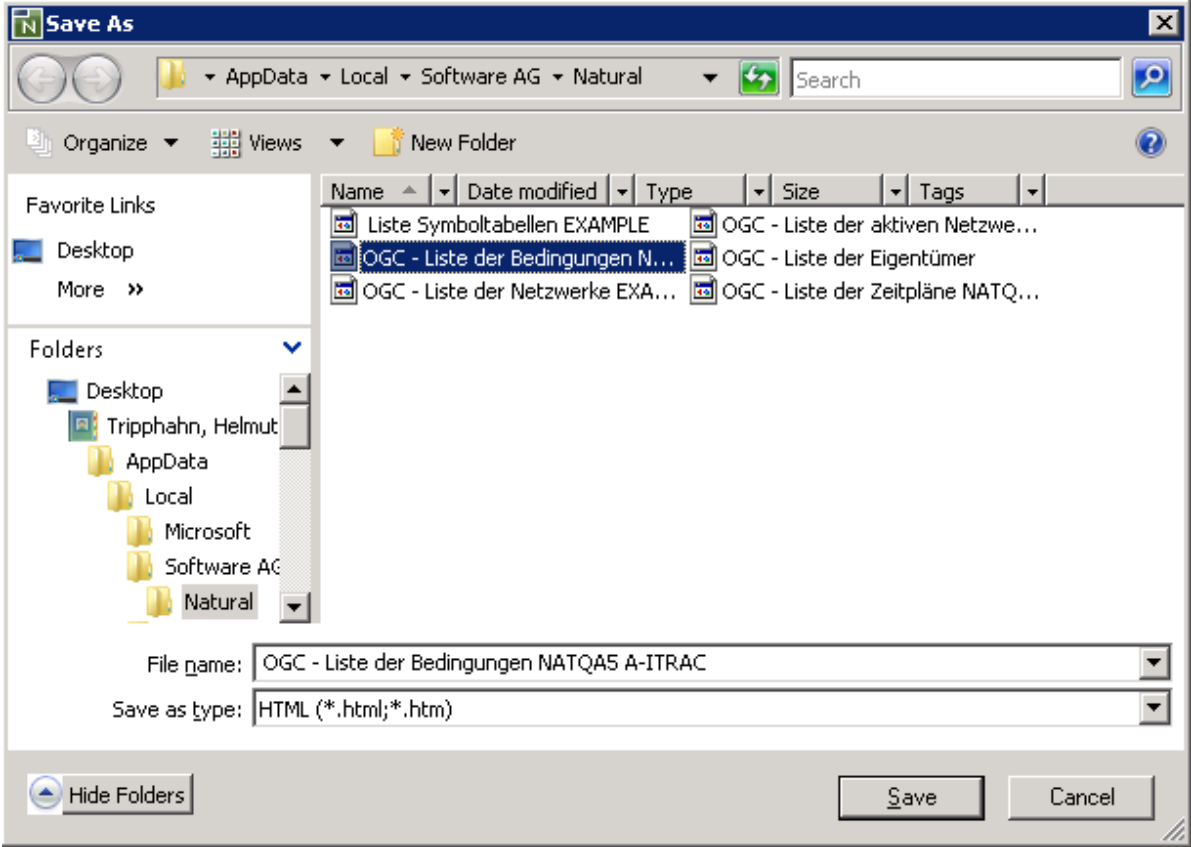 Save As
AppData Local Software AG Natural Search
Organize Views New Folder
Favorite Links
Desktop
More »
Folders
Desktop
Tripphahn, Helmut
AppData
Local
Microsoft
Software AG
Natural
Name Date modified Type Size Tags
Liste Symboltabellen EXAMPLE OGC - Liste der aktiven Netzwe...
OGC - Liste der Bedingungen N... OGC - Liste der Eigentümer
OGC - Liste der Netzwerke EXA... OGC - Liste der Zeitpläne NATQ...
File name: OGC - Liste der Bedingungen NATQA5 A-ITRAC
Save as type: HTML (*.html;*.htm)
Hide Folders Save Cancel